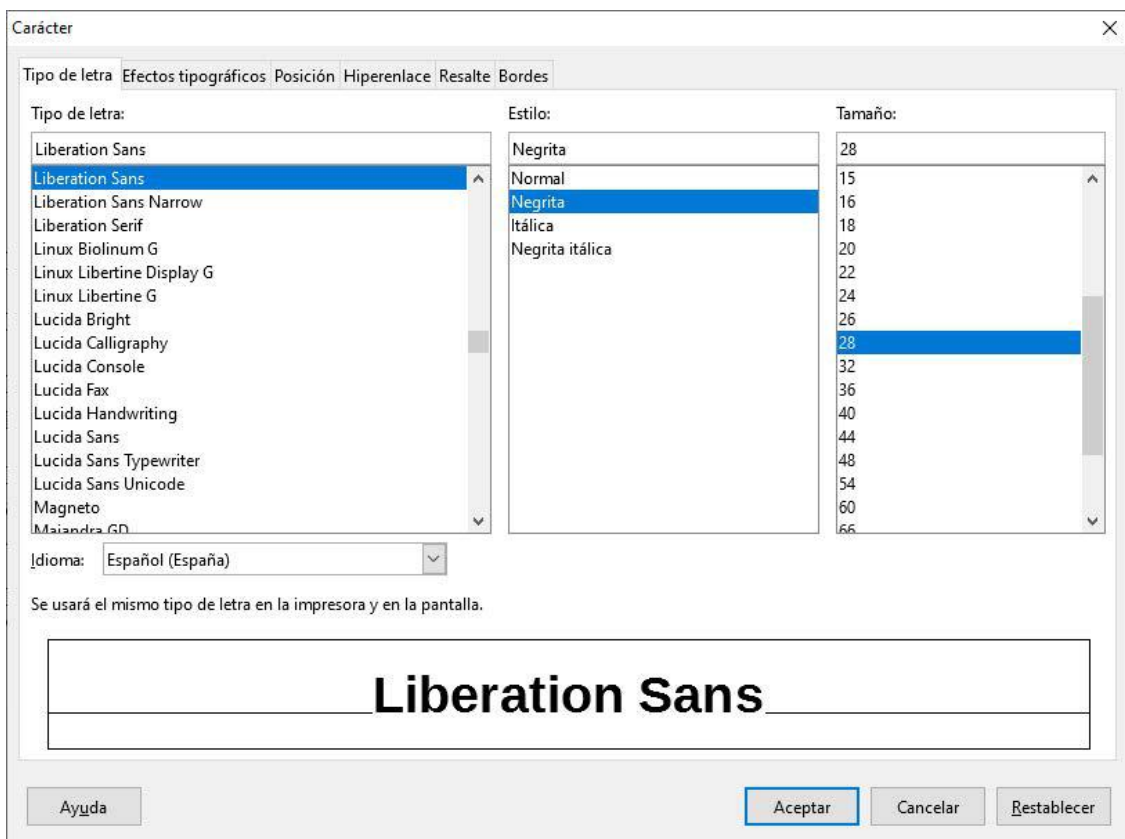 Carácter
Tipo de letra Efectos tipográficos Posición Hiperenlace Resalte Bordes
Tipo de letra:
Liberation Sans
Liberation Sans
Liberation Sans Narrow
Liberation Serif
Linux Biolinum G
Linux Libertine Display G
Linux Libertine G
Lucida Bright
Lucida Calligraphy
Lucida Console
Lucida Fax
Lucida Handwriting
Lucida Sans
Lucida Sans Typewriter
Lucida Sans Unicode
Magneto
Maiandra GD
Estilo:
Negrita
Normal
Negrita
Itálica
Negrita itálica
Tamaño:
28
15
16
18
20
22
24
26
28
32
36
40
44
48
54
60
66
Idioma: Español (España)
Se usará el mismo tipo de letra en la impresora y en la pantalla.
Liberation Sans
Ayuda Aceptar Cancelar Restablecer